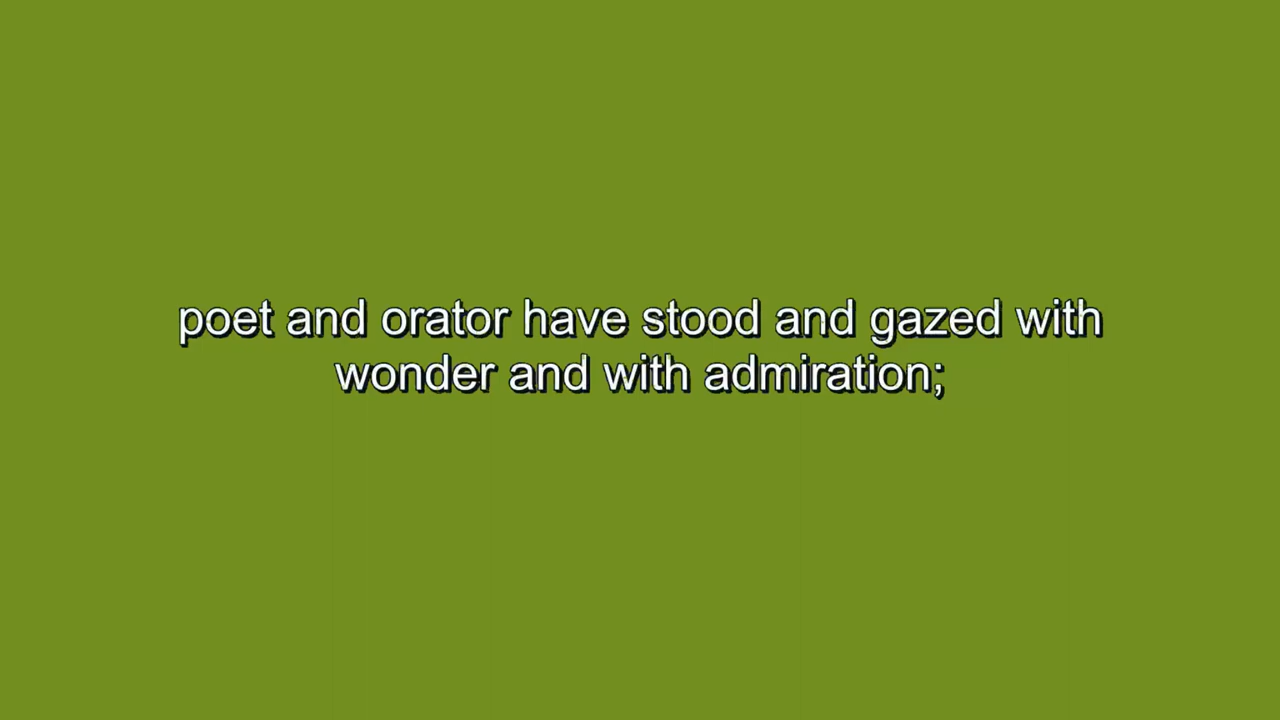 poet and orator have stood and gazed with
wonder and with admiration;